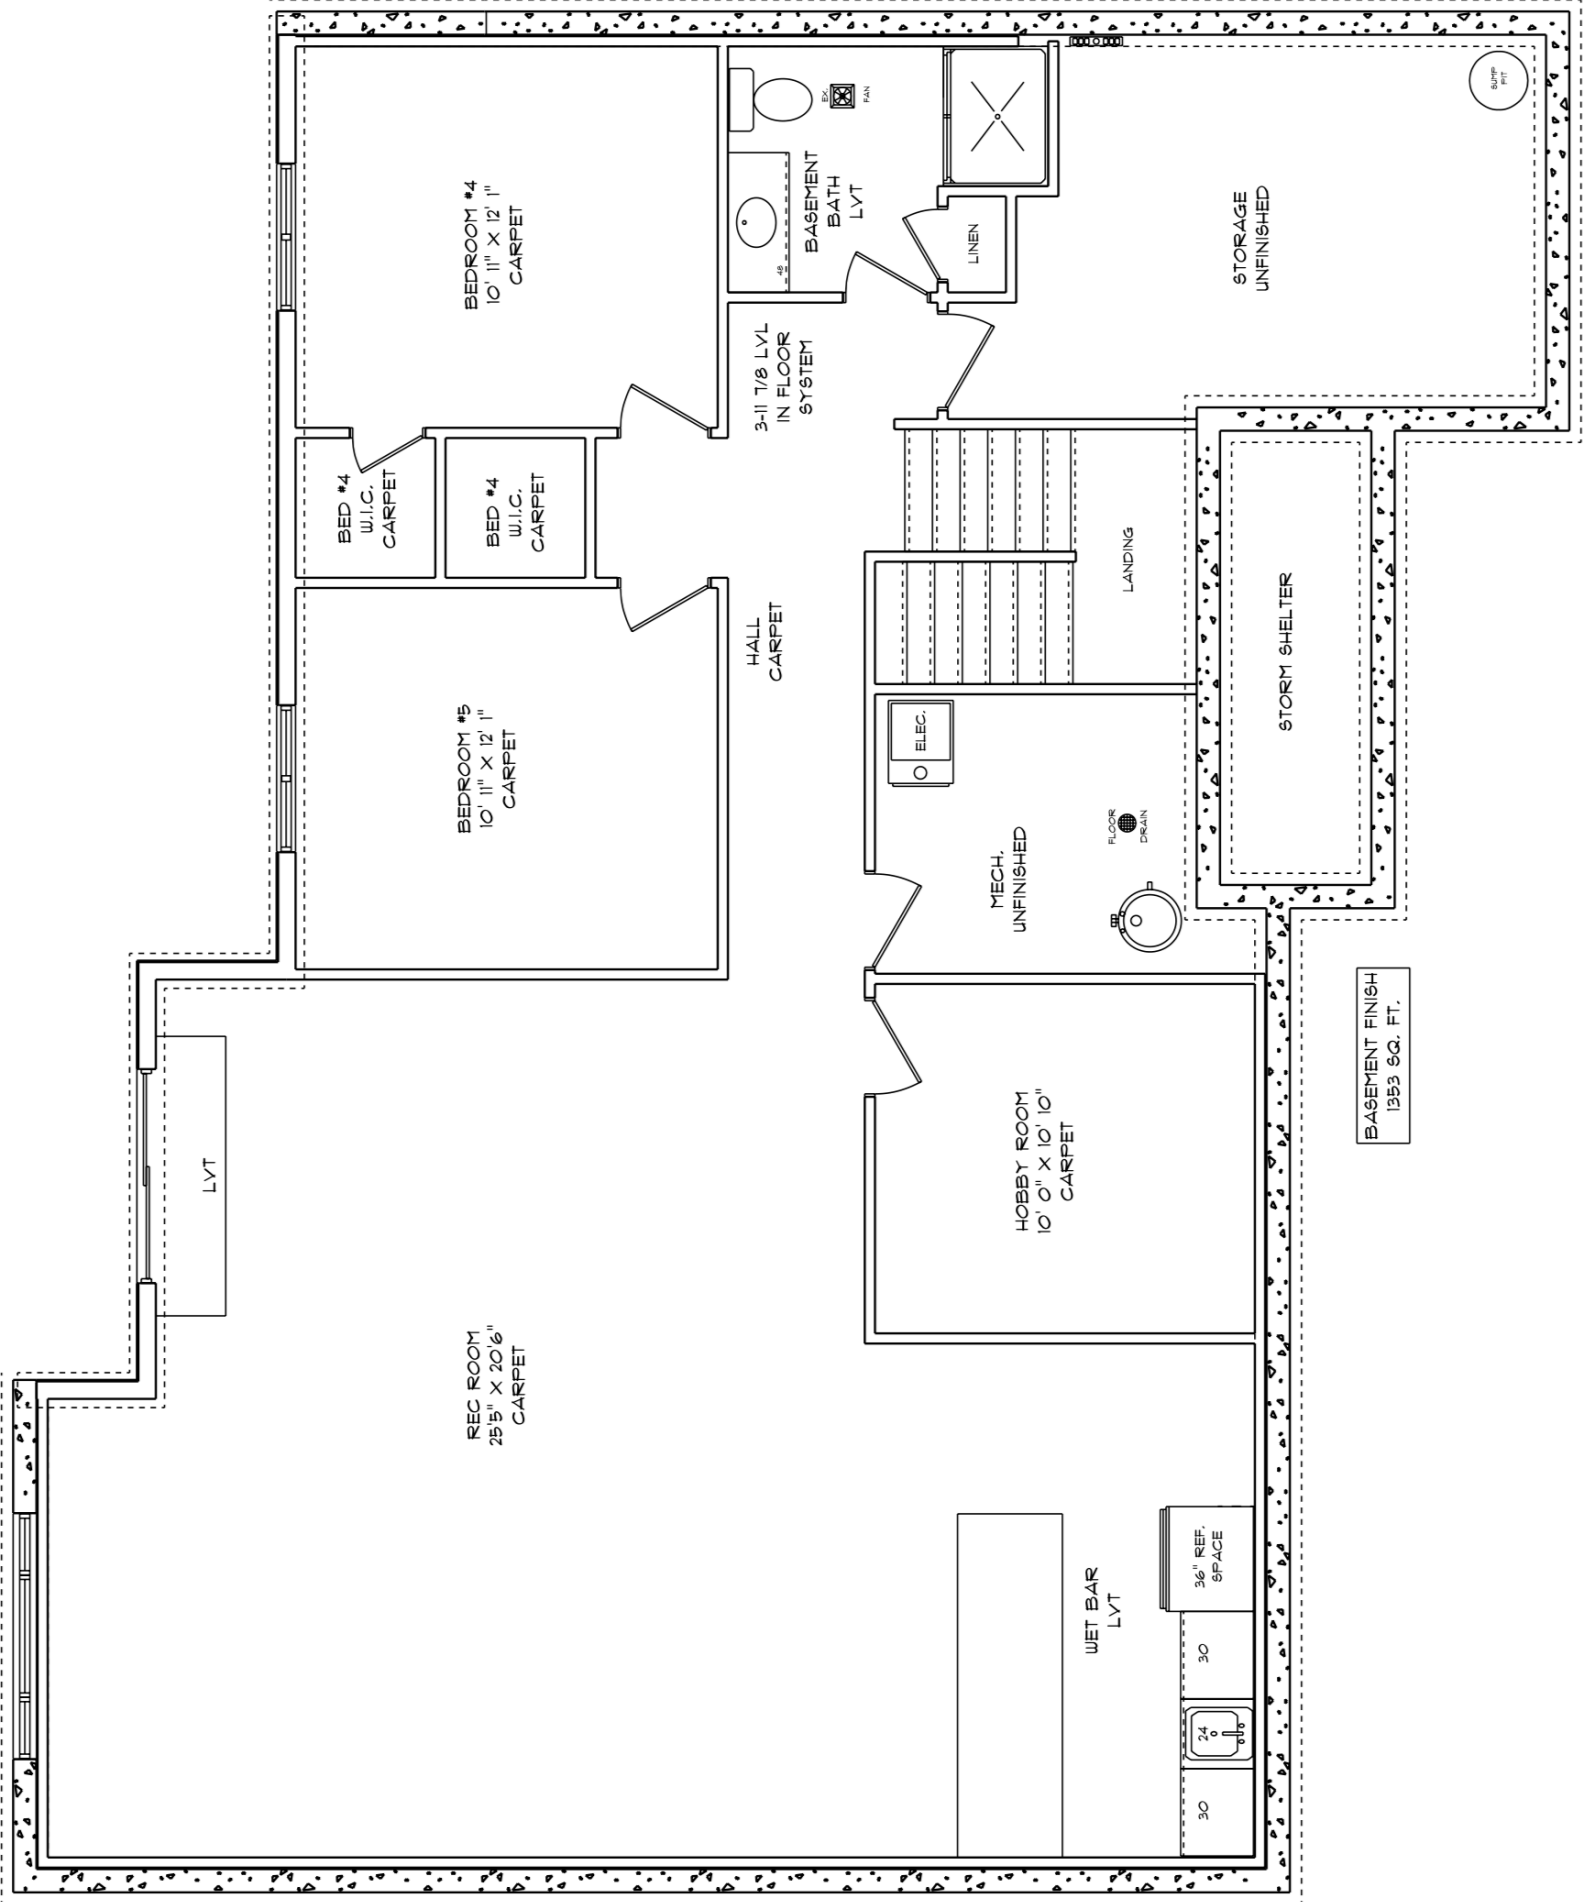 BEDROOM #4
10' 11" X 12' 1"
CARPET
EX.
FAN
BASEMENT
BATH
LVT
48
LINEN
STORAGE
UNFINISHED
SUMP
PIT
3-11 7/8 LVL
IN FLOOR
SYSTEM
BED #4
W.I.C.
CARPET
BED #4
W.I.C.
CARPET
LANDING
STORM SHELTER
HALL
CARPET
BEDROOM #5
10' 11" X 12' 1"
CARPET
ELEC.
MECH.
UNFINISHED
FLOOR
DRAIN
BASEMENT FINISH
1353 SQ. FT.
LVT
HOBBY ROOM
10' 0" X 10' 10"
CARPET
REC ROOM
25'5" X 20'6"
CARPET
WET BAR
LVT
36" REF.
SPACE
30
24
30